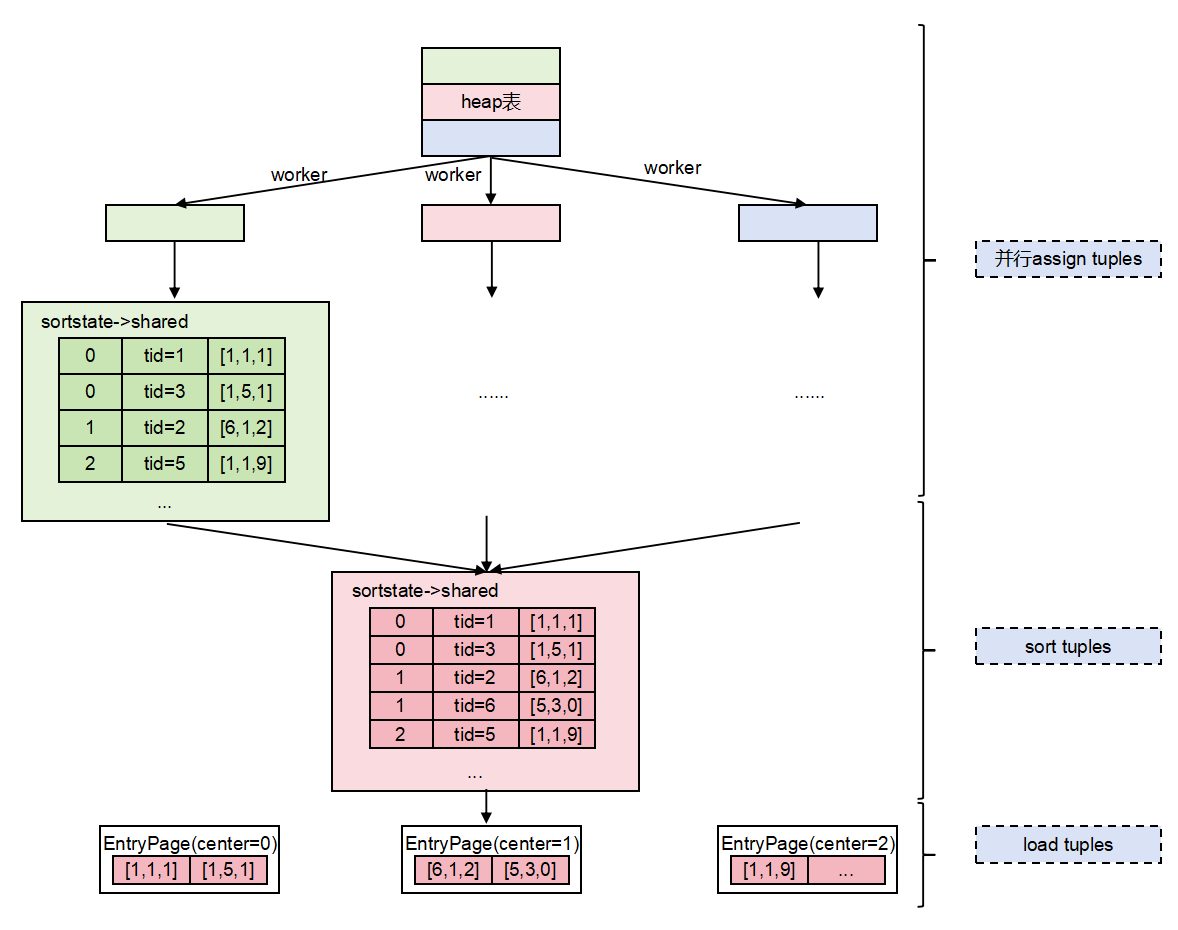 heap表
worker
worker
worker
并行assign tuples
sortstate->shared
0 tid=1 [1,1,1]
0 tid=3 [1,5,1]
1 tid=2 [6,1,2]
2 tid=5 [1,1,9]
...
......
......
sortstate->shared
0 tid=1 [1,1,1]
0 tid=3 [1,5,1]
1 tid=2 [6,1,2]
1 tid=6 [5,3,0]
2 tid=5 [1,1,9]
...
sort tuples
EntryPage(center=0)
[1,1,1] [1,5,1]
EntryPage(center=1)
[6,1,2] [5,3,0]
EntryPage(center=2)
[1,1,9] ...
load tuples